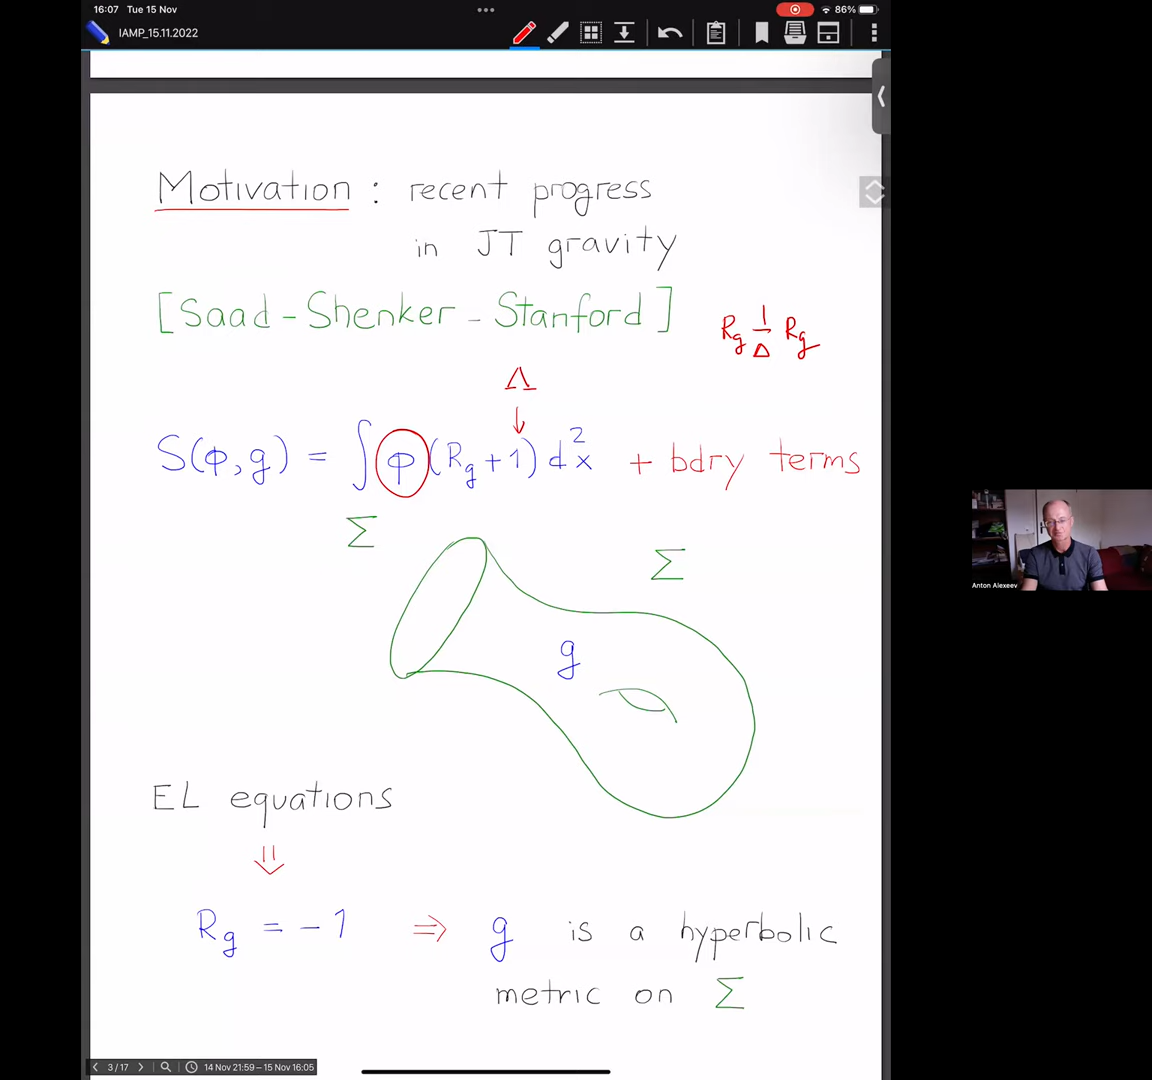 16:07 Tue 15 Nov
86%
IAMP_15.11.2022
Motivation : recent progress
in JT gravity
[Saad - Shenker - Stanford]
R_g 1/Δ R_g
Λ
↓
S(φ, g) = ∫_Σ φ (R_g + 1) d²x + bdry terms
Σ
g
EL equations
⇓
R_g = -1 ⇒ g is a hyperbolic
metric on Σ
3/17
14 Nov 21:59 – 15 Nov 16:05
Anton Alexeev